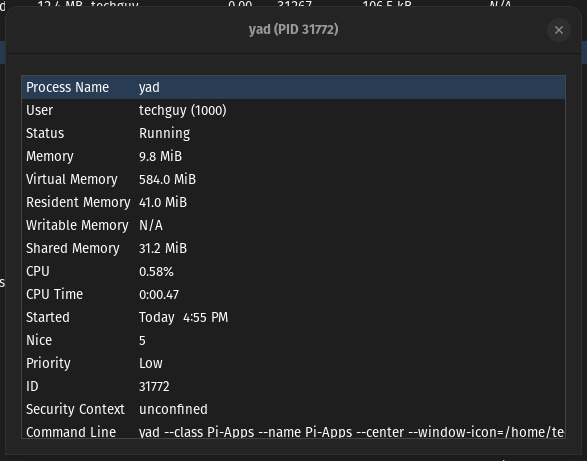 12.4 MB techguy 0.00 31267 106.5 kB N/A
yad (PID 31772)
Process Name yad
User techguy (1000)
Status Running
Memory 9.8 MiB
Virtual Memory 584.0 MiB
Resident Memory 41.0 MiB
Writable Memory N/A
Shared Memory 31.2 MiB
CPU 0.58%
CPU Time 0:00.47
Started Today 4:55 PM
Nice 5
Priority Low
ID 31772
Security Context unconfined
Command Line yad --class Pi-Apps --name Pi-Apps --center --window-icon=/home/te